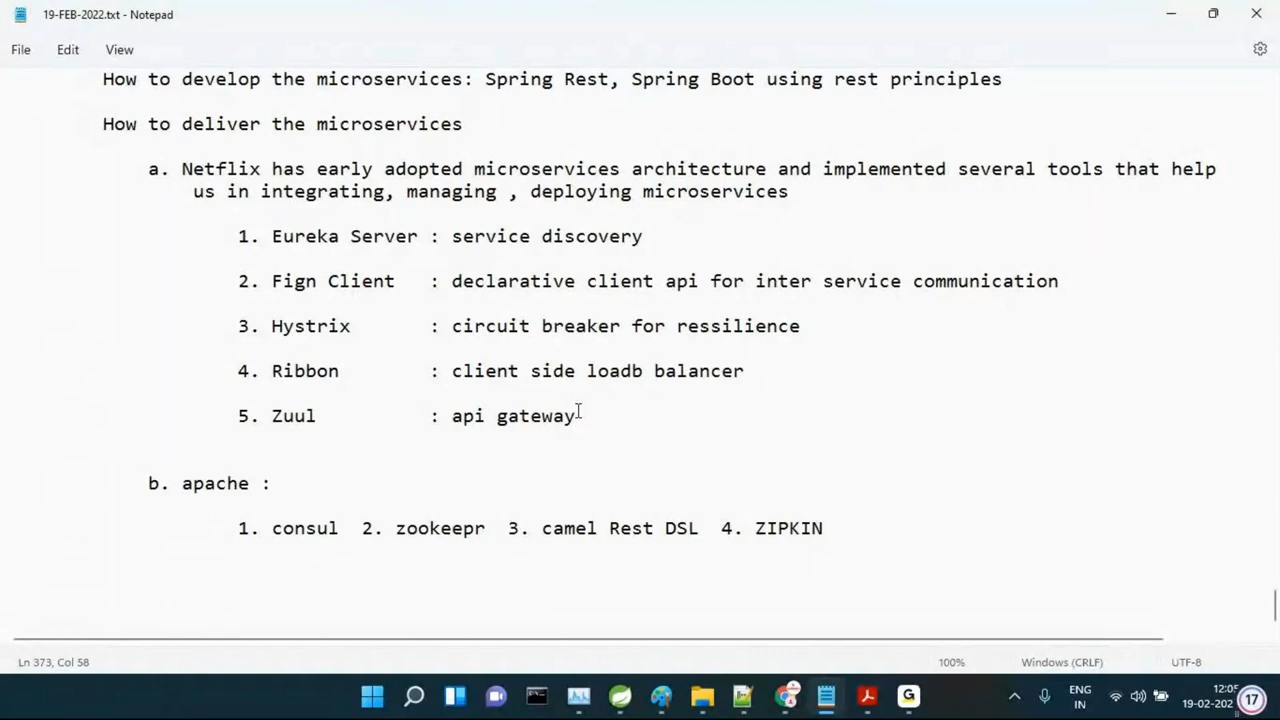 19-FEB-2022.txt - Notepad
File Edit View
How to develop the microservices: Spring Rest, Spring Boot using rest principles
How to deliver the microservices
a. Netflix has early adopted microservices architecture and implemented several tools that help
us in integrating, managing , deploying microservices
1. Eureka Server : service discovery
2. Fign Client : declarative client api for inter service communication
3. Hystrix : circuit breaker for ressilience
4. Ribbon : client side loadb balancer
5. Zuul : api gateway
b. apache :
1. consul 2. zookeepr 3. camel Rest DSL 4. ZIPKIN
Ln 373, Col 58 100% Windows (CRLF) UTF-8
ENG 12:05
IN 19-02-202 17